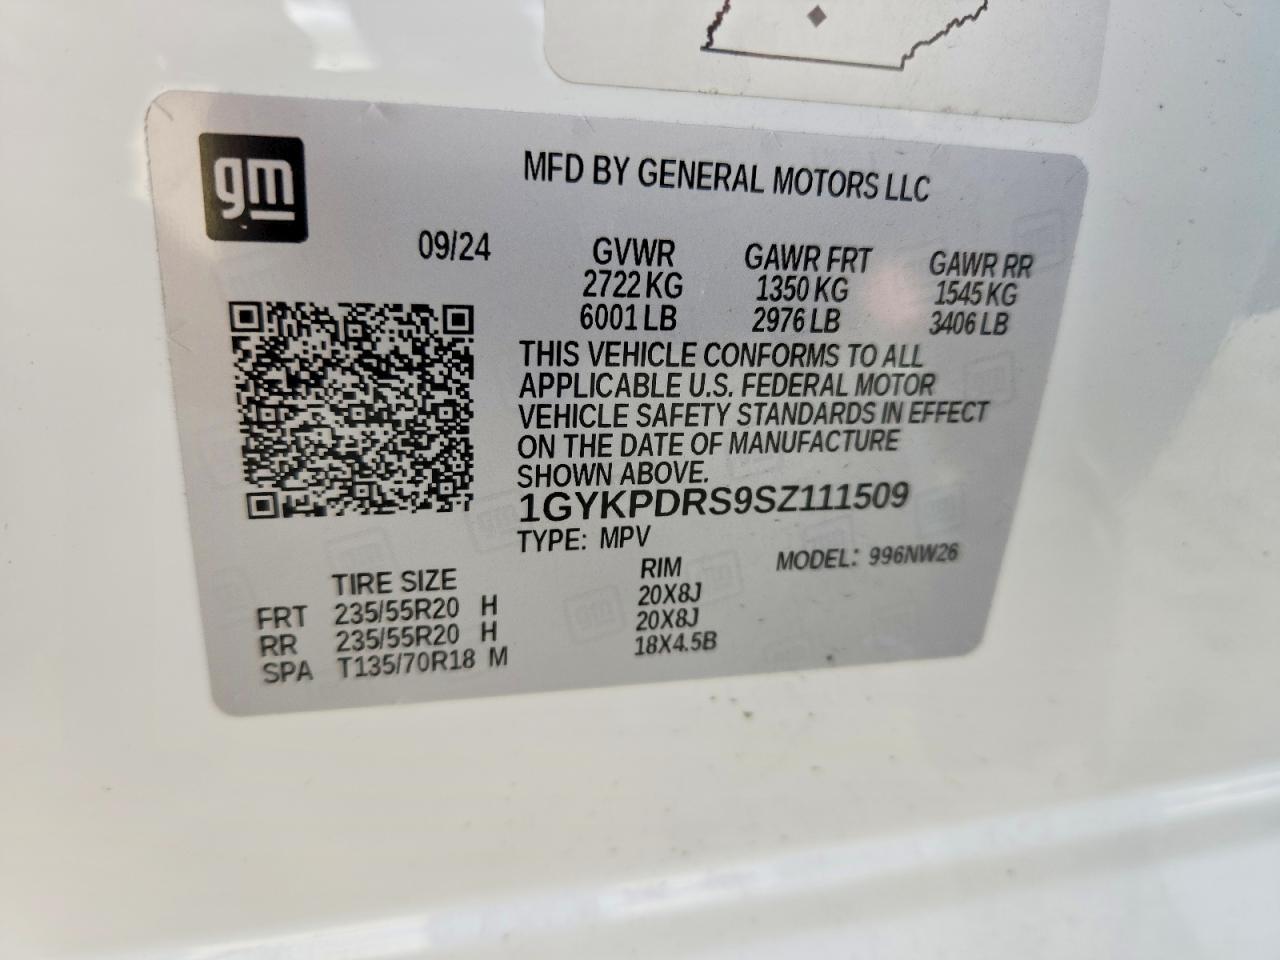 gm
MFD BY GENERAL MOTORS LLC
09/24
GVWR GAWR FRT GAWR RR
2722 KG 1350 KG 1545 KG
6001 LB 2976 LB 3406 LB
THIS VEHICLE CONFORMS TO ALL
APPLICABLE U.S. FEDERAL MOTOR
VEHICLE SAFETY STANDARDS IN EFFECT
ON THE DATE OF MANUFACTURE
SHOWN ABOVE.
1GYKPDRS9SZ111509
TYPE: MPV MODEL: 996NW26
TIRE SIZE RIM
FRT 235/55R20 H 20X8J
RR 235/55R20 H 20X8J
SPA T135/70R18 M 18X4.5B